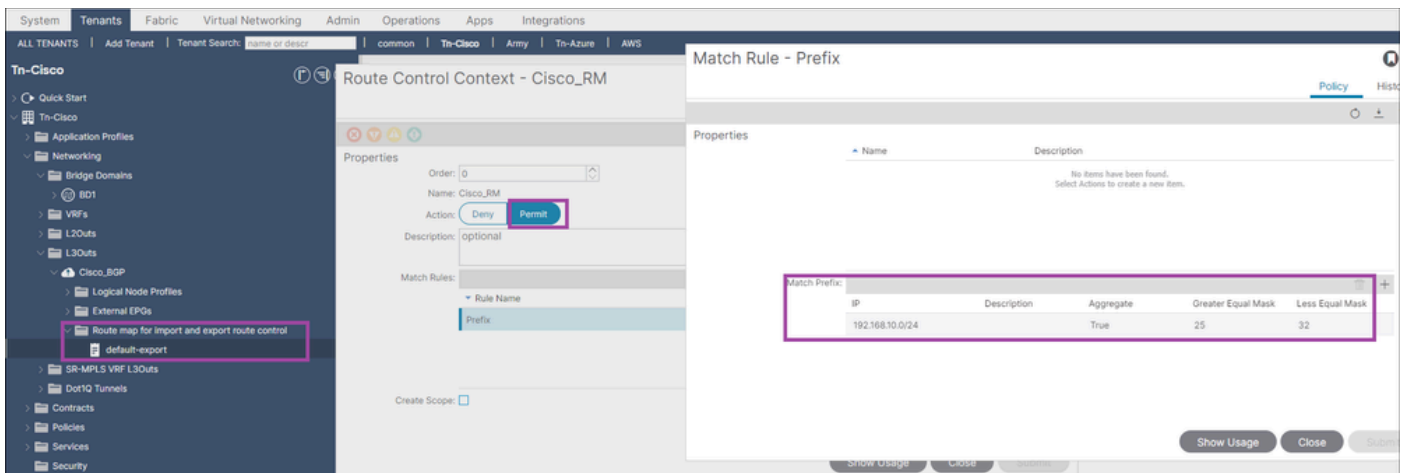 System Tenants Fabric Virtual Networking Admin Operations Apps Integrations
ALL TENANTS | Add Tenant | Tenant Search: name or descr | common | Tn-Cisco | Army | Tn-Azure | AWS
Tn-Cisco
Quick Start
Tn-Cisco
Application Profiles
Networking
Bridge Domains
BD1
VRFs
L2Outs
L3Outs
Cisco_BGP
Logical Node Profiles
External EPGs
Route map for import and export route control
default-export
SR-MPLS VRF L3Outs
Dot1Q Tunnels
Contracts
Policies
Services
Security
Route Control Context - Cisco_RM
Properties
Order: 0
Name: Cisco_RM
Action: Deny Permit
Description: optional
Match Rules:
Rule Name
Prefix
Create Scope:
Show Usage Close Submit
Match Rule - Prefix
Policy Histo
Properties
Name Description
No items have been found.
Select Actions to create a new item.
Match Prefix:
IP Description Aggregate Greater Equal Mask Less Equal Mask
192.168.10.0/24 True 25 32
Show Usage Close Submit